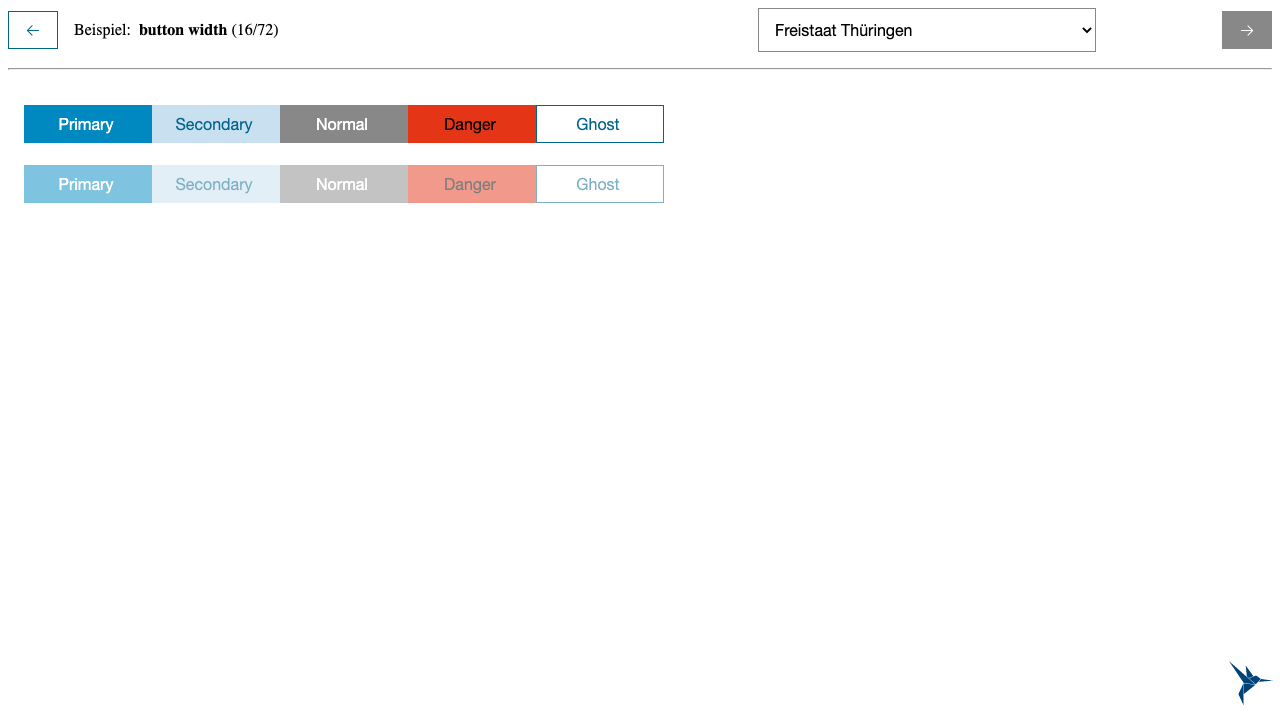 ← Beispiel: button width (16/72) Freistaat Thüringen →
Primary Secondary Normal Danger Ghost
Primary Secondary Normal Danger Ghost